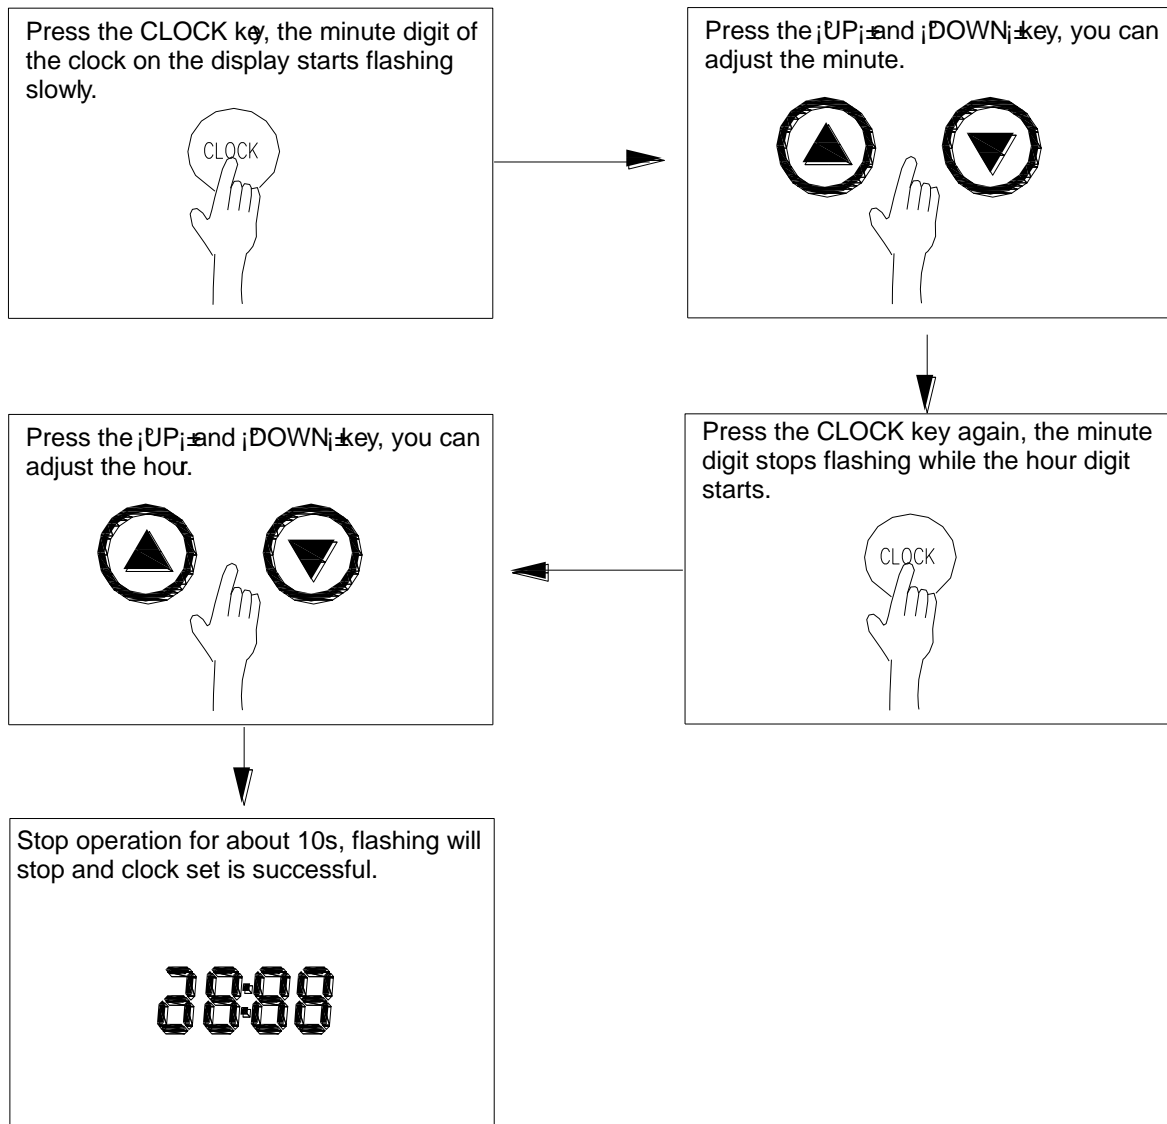 Press the CLOCK key, the minute digit of
the clock on the display starts flashing
slowly.
CLOCK
Press the ¡°UP¡±and ¡°DOWN¡±key, you can
adjust the minute.
Press the CLOCK key again, the minute
digit stops flashing while the hour digit
starts.
CLOCK
Press the ¡°UP¡±and ¡°DOWN¡±key, you can
adjust the hour.
Stop operation for about 10s, flashing will
stop and clock set is successful.
28:88